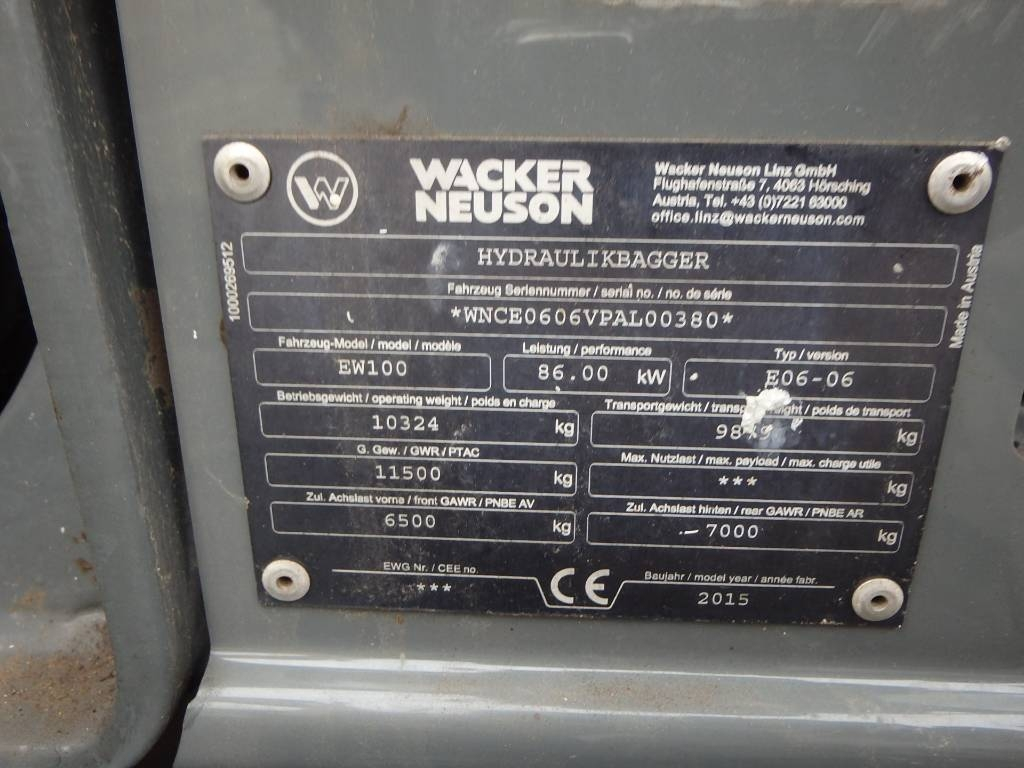 W
WACKER
NEUSON
Wacker Neuson Linz GmbH
Flughafenstraße 7, 4063 Hörsching
Austria, Tel. +43 (0)7221 63000
office.linz@wackerneuson.com
1000269512
HYDRAULIKBAGGER
Made in Austria
Fahrzeug Seriennummer / serial no. / no. de série
*WNCE0606VPAL00380*
Fahrzeug-Model / model / modèle
EW100
Leistung / performance
86.00 kW
Typ / version
E06-06
Betriebsgewicht / operating weight / poids en charge
10324 kg
Transportgewicht / transport weight / poids de transport
kg
G. Gew. / GWR / PTAC
11500 kg
Max. Nutzlast / max. payload / max. charge utile
*** kg
Zul. Achslast vorne / front GAWR / PNBE AV
6500 kg
Zul. Achslast hinten / rear GAWR / PNBE AR
7000 kg
EWG Nr. / CEE no.
***
CE
Baujahr / model year / année fabr.
2015